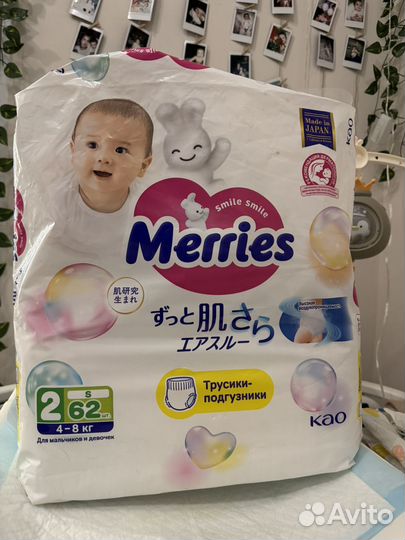 Made in
JAPAN
Kao
Smile Smile
Merries
肌研究
生まれ
ずっと肌さら
エアスルー
Трусики-
подгузники
2
S
62 шт
4-8 кг
Для мальчиков и девочек
Kao
Avito